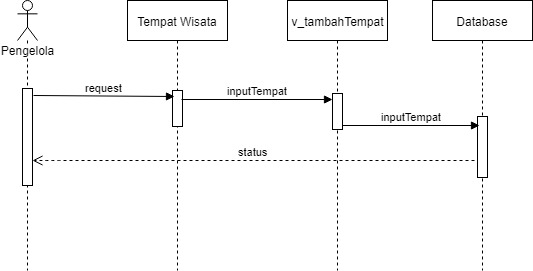 Tempat Wisata
v_tambahTempat
Database
Pengelola
request
inputTempat
inputTempat
status